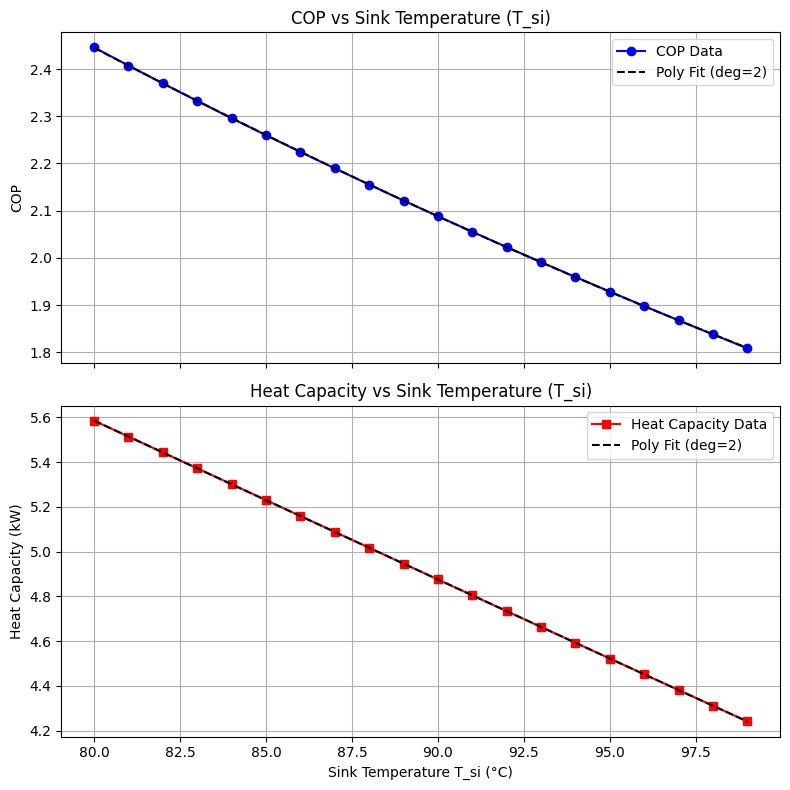 COP vs Sink Temperature (T_si)
COP Data
Poly Fit (deg=2)
2.4
2.3
2.2
2.1
2.0
1.9
1.8
COP
Heat Capacity vs Sink Temperature (T_si)
Heat Capacity Data
Poly Fit (deg=2)
5.6
5.4
5.2
5.0
4.8
4.6
4.4
4.2
Heat Capacity (kW)
80.0 82.5 85.0 87.5 90.0 92.5 95.0 97.5
Sink Temperature T_si (°C)